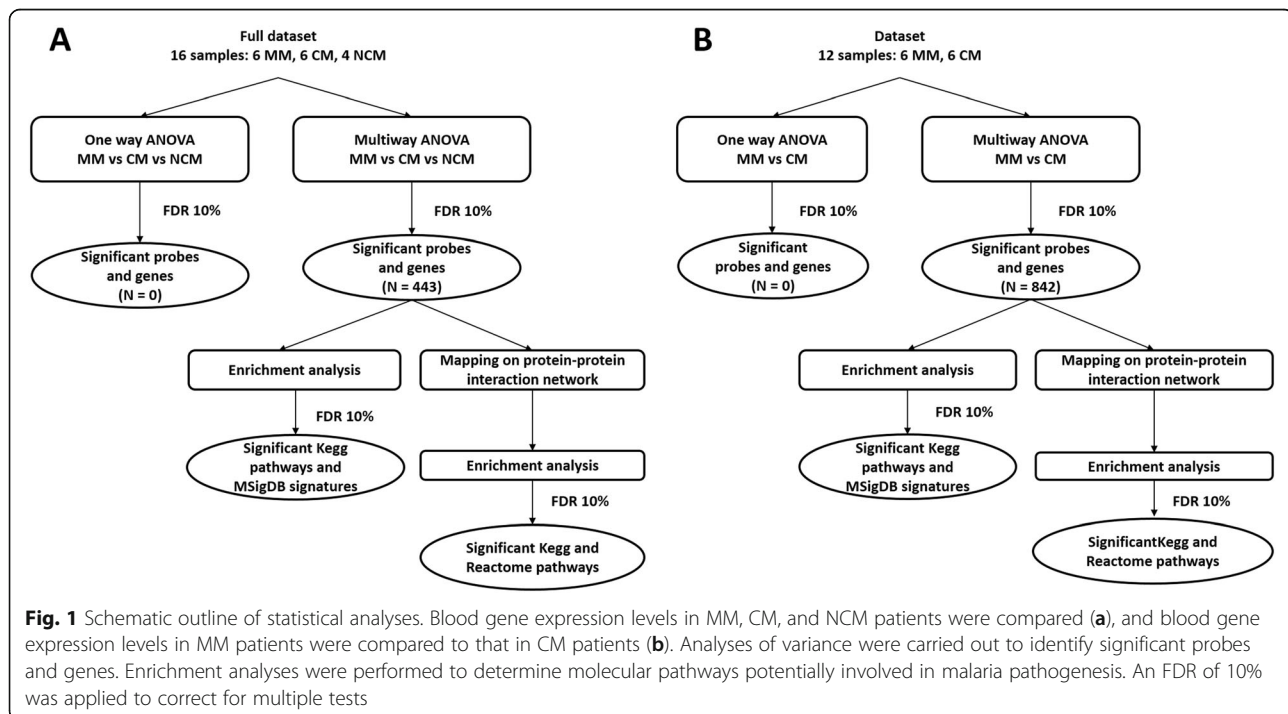 A
Full dataset
16 samples: 6 MM, 6 CM, 4 NCM
One way ANOVA
MM vs CM vs NCM
Multiway ANOVA
MM vs CM vs NCM
FDR 10%
FDR 10%
Significant probes
and genes
(N = 0)
Significant probes
and genes
(N = 443)
Enrichment analysis
Mapping on protein-protein
interaction network
FDR 10%
Significant Kegg
pathways and
MSigDB signatures
Enrichment analysis
FDR 10%
Significant Kegg and
Reactome pathways
B
Dataset
12 samples: 6 MM, 6 CM
One way ANOVA
MM vs CM
Multiway ANOVA
MM vs CM
FDR 10%
FDR 10%
Significant
probes and genes
(N = 0)
Significant probes
and genes
(N = 842)
Enrichment analysis
Mapping on protein-protein
interaction network
FDR 10%
Significant Kegg
pathways and
MSigDB signatures
Enrichment analysis
FDR 10%
SignificantKegg and
Reactome pathways
Fig. 1 Schematic outline of statistical analyses. Blood gene expression levels in MM, CM, and NCM patients were compared (a), and blood gene
expression levels in MM patients were compared to that in CM patients (b). Analyses of variance were carried out to identify significant probes
and genes. Enrichment analyses were performed to determine molecular pathways potentially involved in malaria pathogenesis. An FDR of 10%
was applied to correct for multiple tests